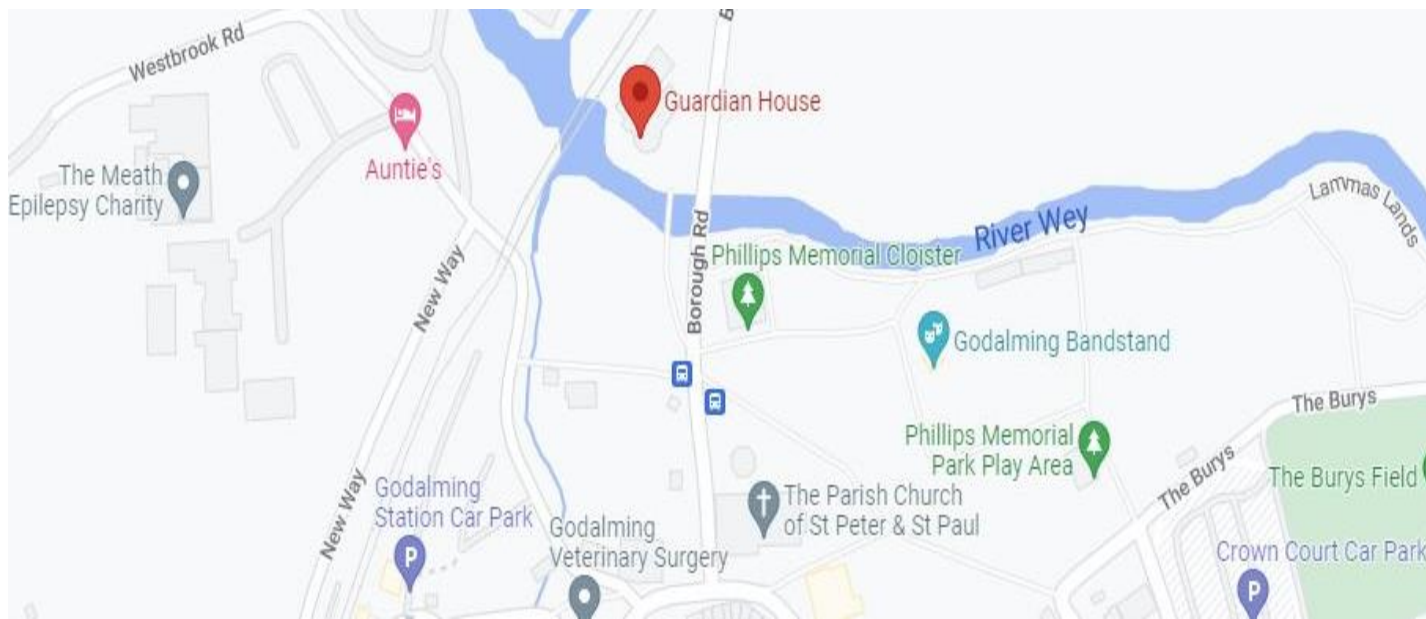 Westbrook Rd
Guardian House
Auntie's
The Meath
Epilepsy Charity
Borough Rd
River Wey
Lammas Lands
Phillips Memorial Cloister
New Way
Godalming Bandstand
The Burys
Phillips Memorial
Park Play Area
The Burys
The Burys Field
Godalming
Station Car Park
New Way
The Parish Church
of St Peter & St Paul
Godalming
Veterinary Surgery
Crown Court Car Park
P
P